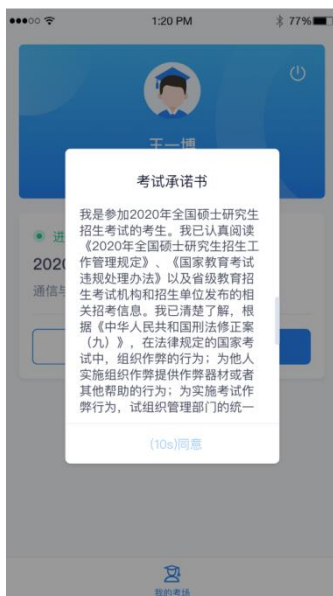 1:20 PM
77%
王一博
考试承诺书
我是参加2020年全国硕士研究生
招生考试的考生。我已认真阅读
《2020年全国硕士研究生招生工
作管理规定》、《国家教育考试
违规处理办法》以及省级教育招
生考试机构和招生单位发布的相
关招考信息。我已清楚了解，根
据《中华人民共和国刑法修正案
（九）》，在法律规定的国家考
试中，组织作弊的行为；为他人
实施组织作弊提供作弊器材或者
其他帮助的行为；为实施考试作
弊行为，试组织管理部门的统一
(10s)同意
进
202
通信与
我的考场